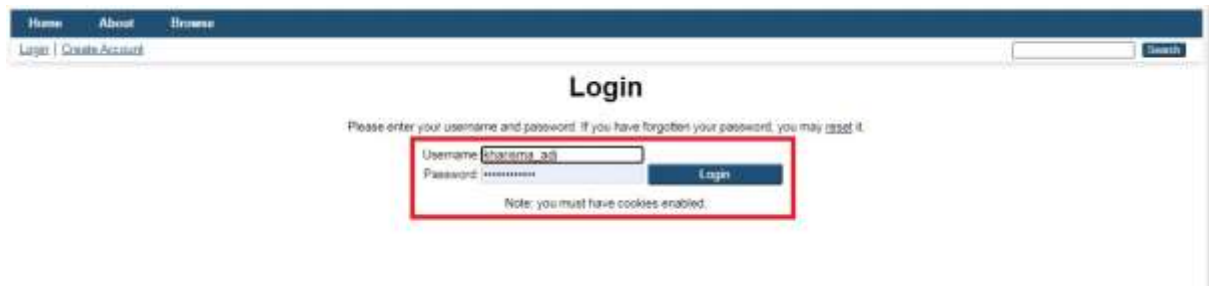 Home About Browse
Login | Create Account Search
Login
Please enter your username and password. If you have forgotten your password, you may reset it.
Username: kharisma_adi
Password: ••••••••••••
Login
Note: you must have cookies enabled.